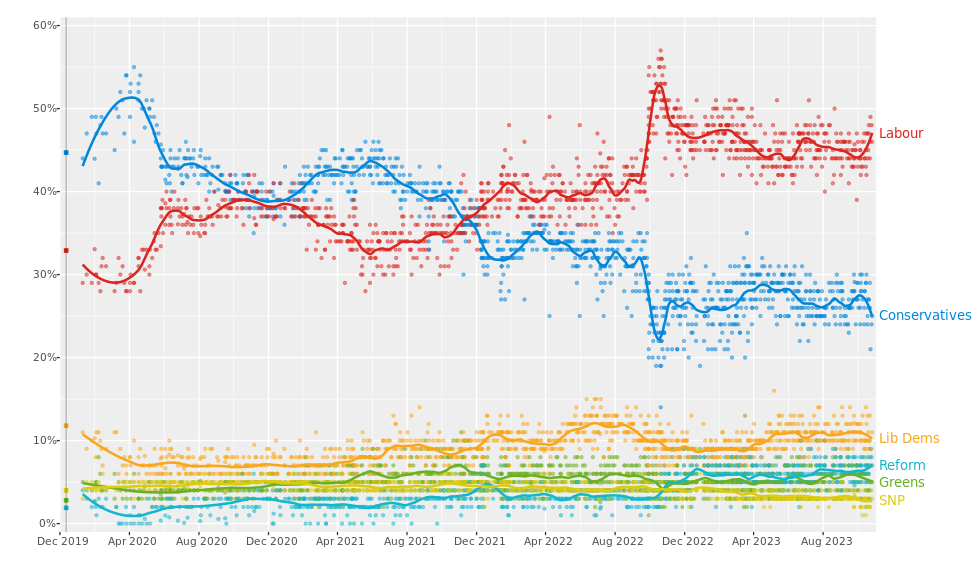 60%
50%
Labour
40%
30%
Conservatives
20%
10%
Lib Dems
Reform
Greens
SNP
0%
Dec 2019 Apr 2020 Aug 2020 Dec 2020 Apr 2021 Aug 2021 Dec 2021 Apr 2022 Aug 2022 Dec 2022 Apr 2023 Aug 2023